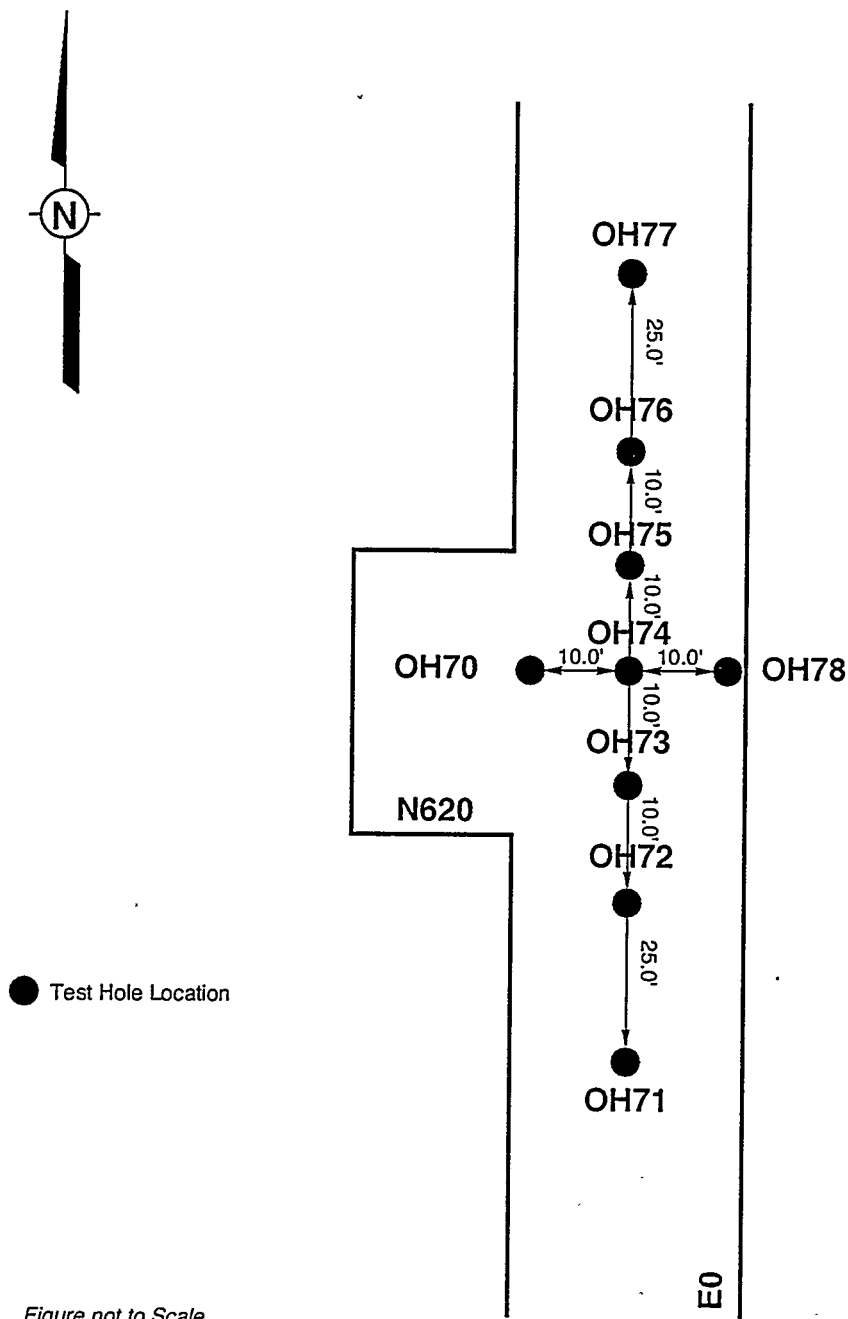 N
OH77
25.0'
OH76
10.0'
OH75
10.0'
OH74
OH70
10.0'
10.0'
OH78
10.0'
OH73
N620
10.0'
OH72
25.0'
Test Hole Location
OH71
E0
Figure not to Scale